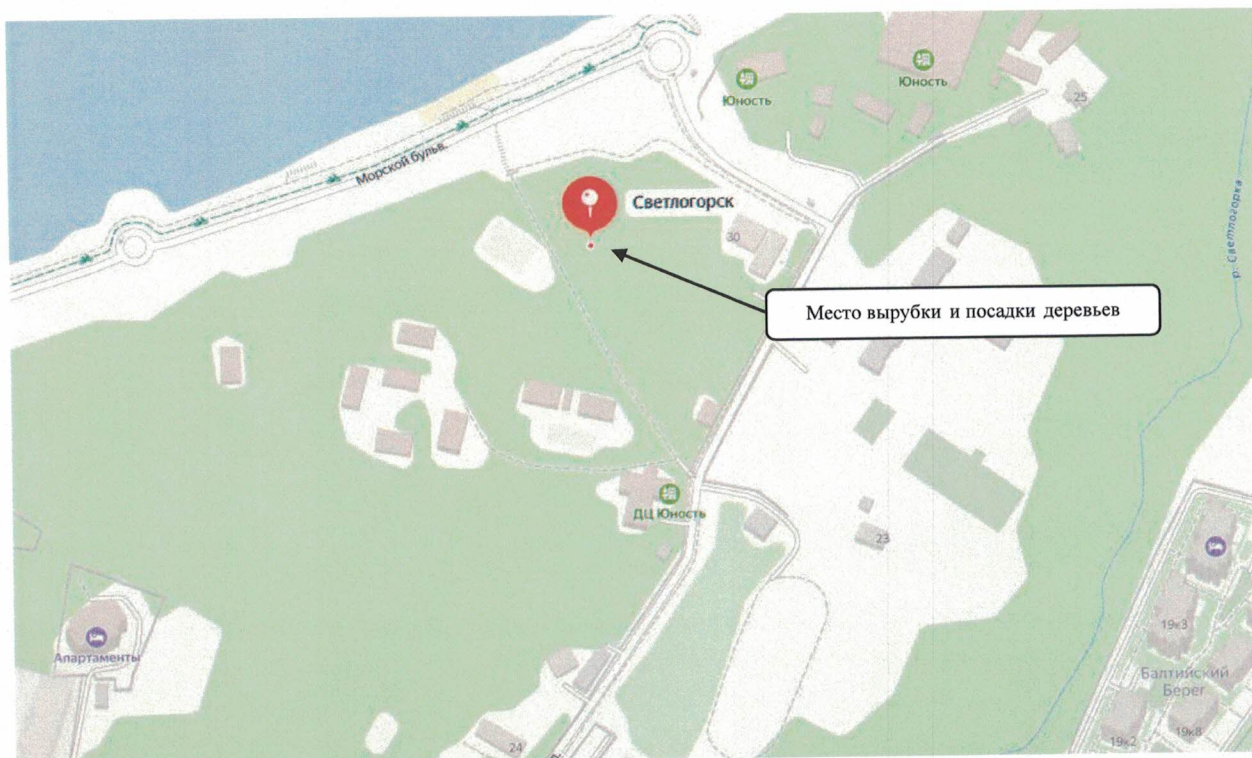 Юность
Юность
25
Морской бульв.
Светлогорск
30
р. Светлогорка
Место вырубки и посадки деревьев
ДЦ Юность
23
Апартаменты
19к3
Балтийский
Берег
24
19к2
19к8